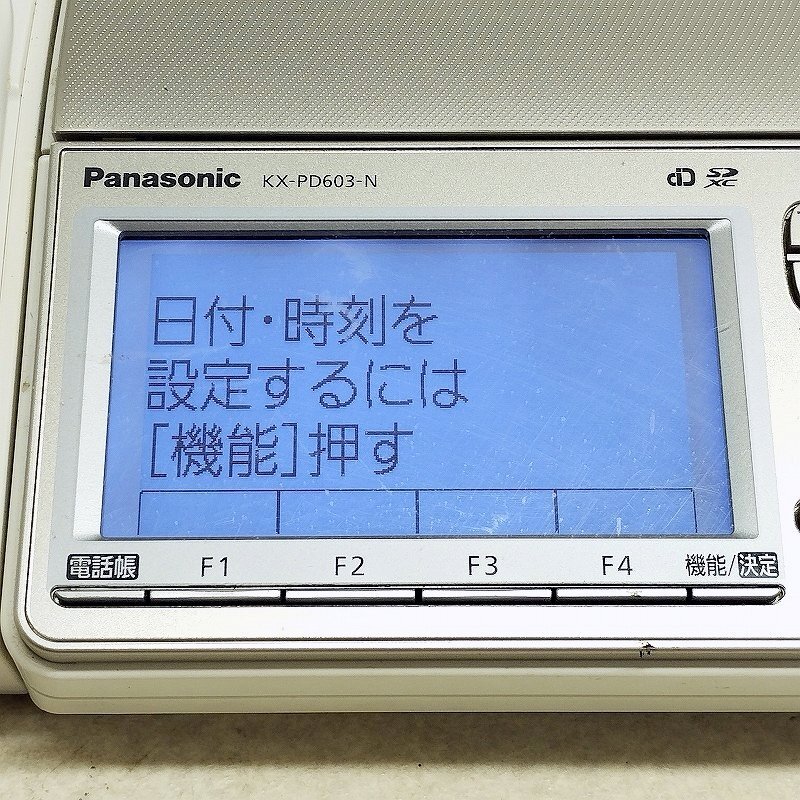 Panasonic KX-PD603-N SD XC
日付・時刻を
設定するには
[機能]押す
電話帳 F1 F2 F3 F4 機能/決定